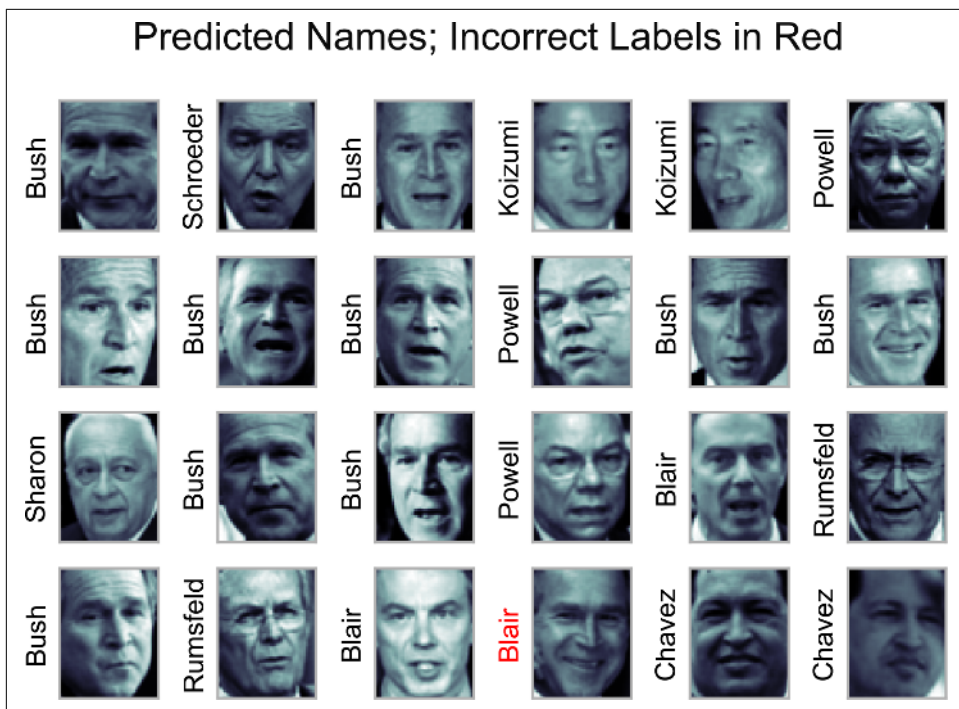 Predicted Names; Incorrect Labels in Red
Bush
Schroeder
Bush
Koizumi
Koizumi
Powell
Bush
Bush
Bush
Powell
Bush
Bush
Sharon
Bush
Bush
Powell
Blair
Rumsfeld
Bush
Rumsfeld
Blair
Blair
Chavez
Chavez